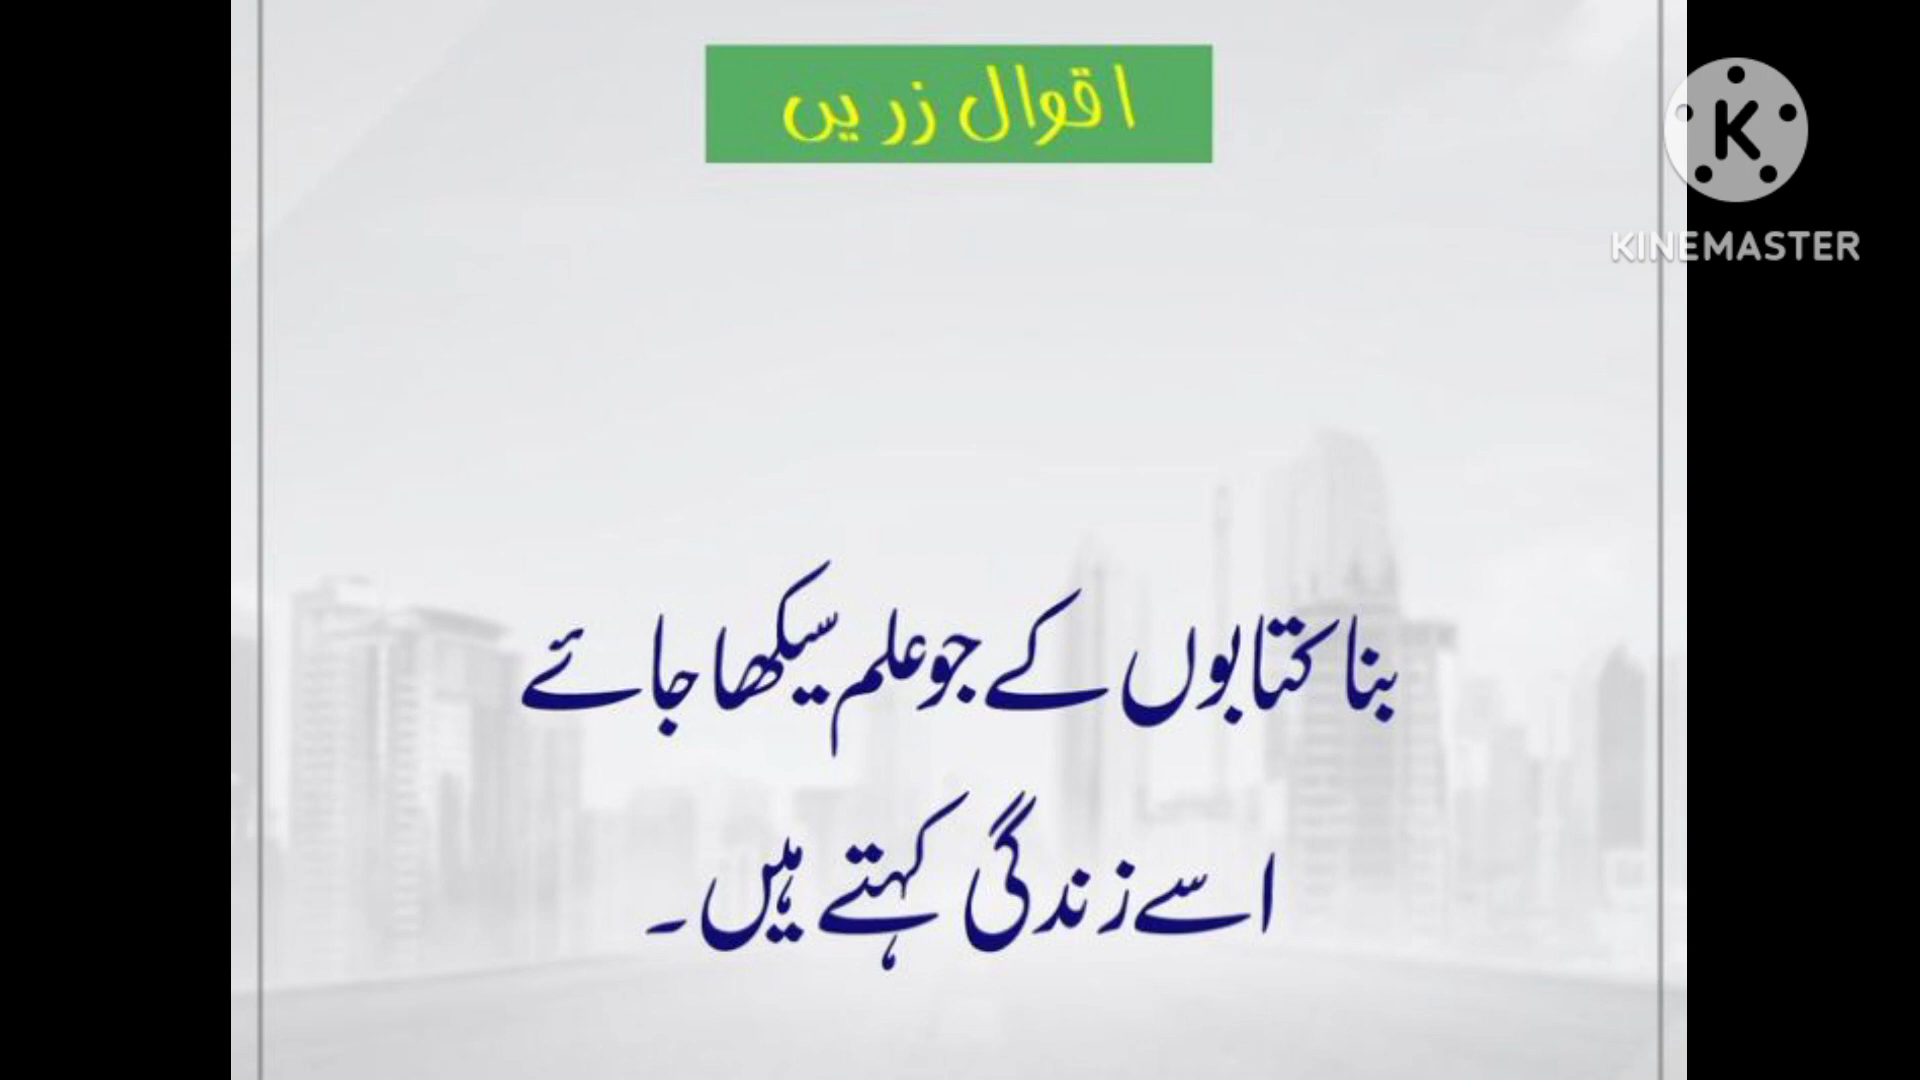 اقوال زریں
K
KINEMASTER
بنا کتابوں کے جو علم سیکھا جائے
اسے زندگی کہتے ہیں۔